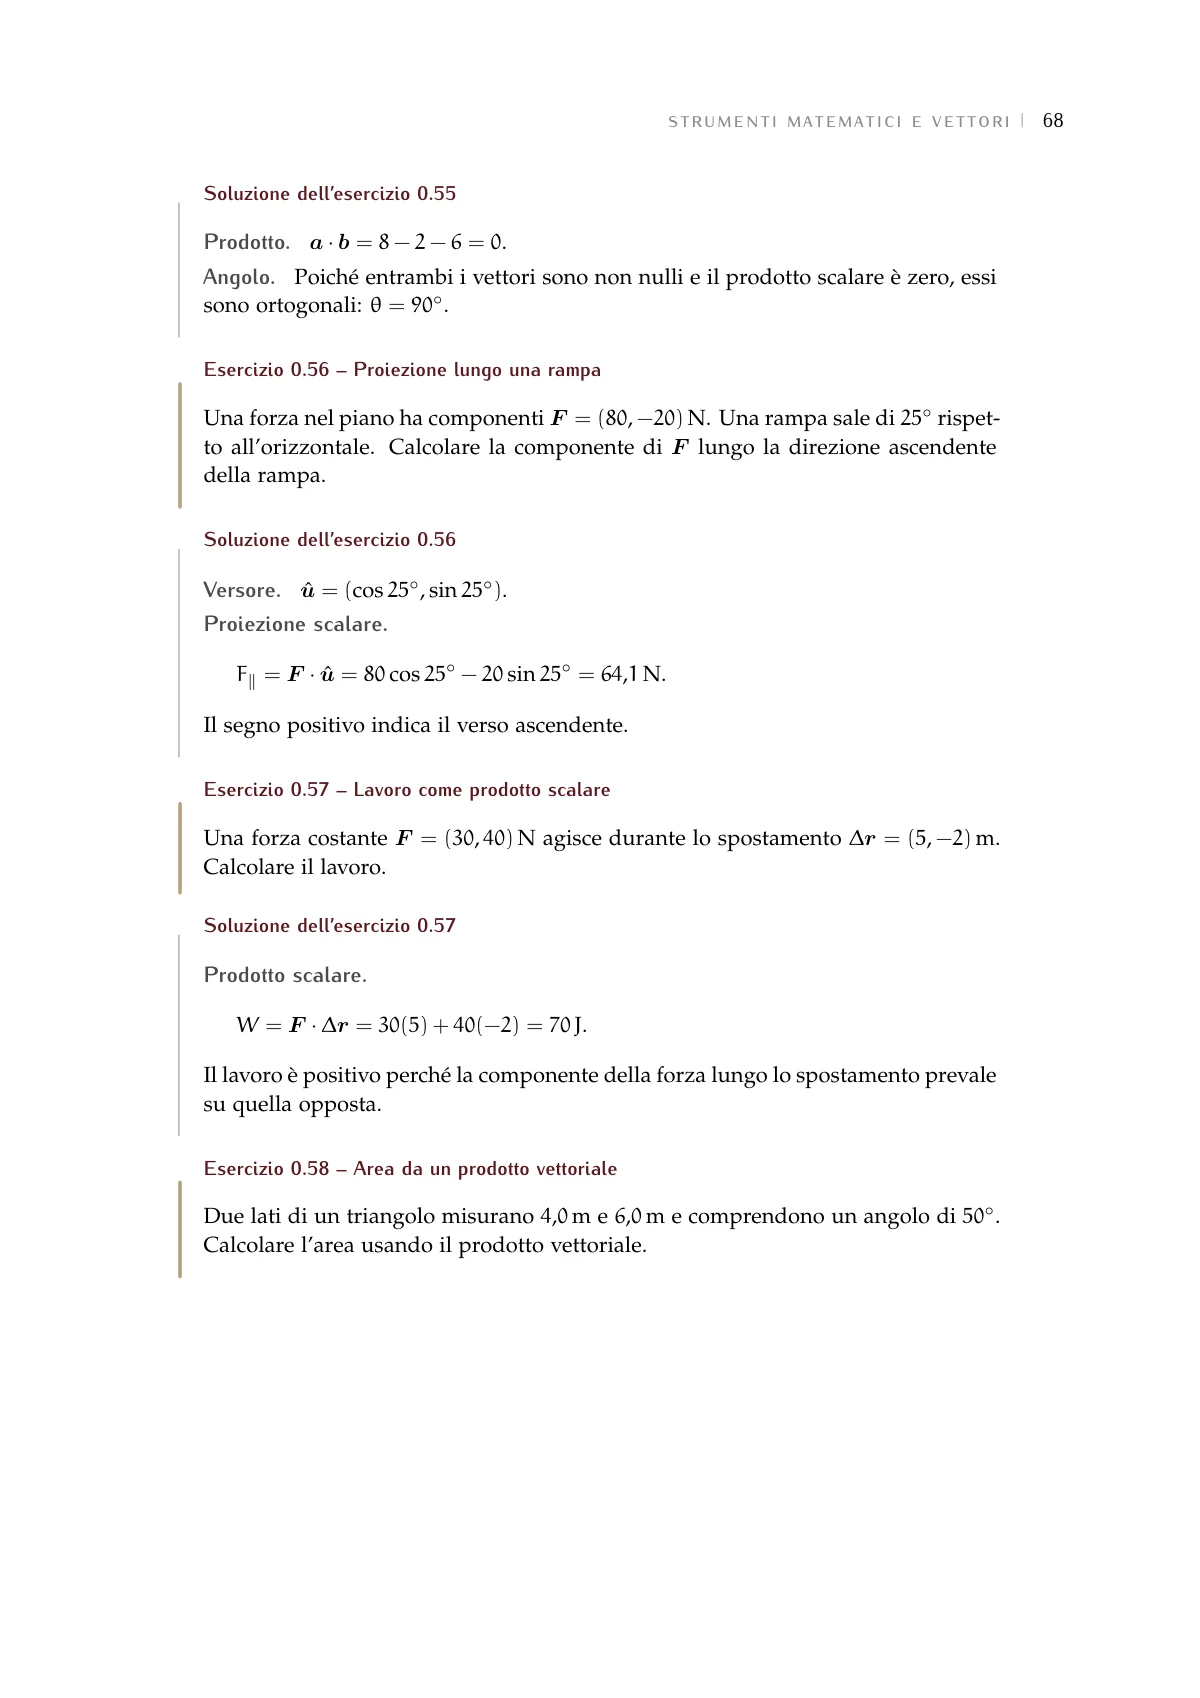 STRUMENTI MATEMATICI E VETTORI | 68
Soluzione dell'esercizio 0.55
Prodotto. a · b = 8 − 2 − 6 = 0.
Angolo. Poiché entrambi i vettori sono non nulli e il prodotto scalare è zero, essi
sono ortogonali: θ = 90°.
Esercizio 0.56 – Proiezione lungo una rampa
Una forza nel piano ha componenti F = (80, −20) N. Una rampa sale di 25° rispet-
to all'orizzontale. Calcolare la componente di F lungo la direzione ascendente
della rampa.
Soluzione dell'esercizio 0.56
Versore. û = (cos 25°, sin 25°).
Proiezione scalare.
F∥ = F · û = 80 cos 25° − 20 sin 25° = 64,1 N.
Il segno positivo indica il verso ascendente.
Esercizio 0.57 – Lavoro come prodotto scalare
Una forza costante F = (30, 40) N agisce durante lo spostamento Δr = (5, −2) m.
Calcolare il lavoro.
Soluzione dell'esercizio 0.57
Prodotto scalare.
W = F · Δr = 30(5) + 40(−2) = 70 J.
Il lavoro è positivo perché la componente della forza lungo lo spostamento prevale
su quella opposta.
Esercizio 0.58 – Area da un prodotto vettoriale
Due lati di un triangolo misurano 4,0 m e 6,0 m e comprendono un angolo di 50°.
Calcolare l'area usando il prodotto vettoriale.